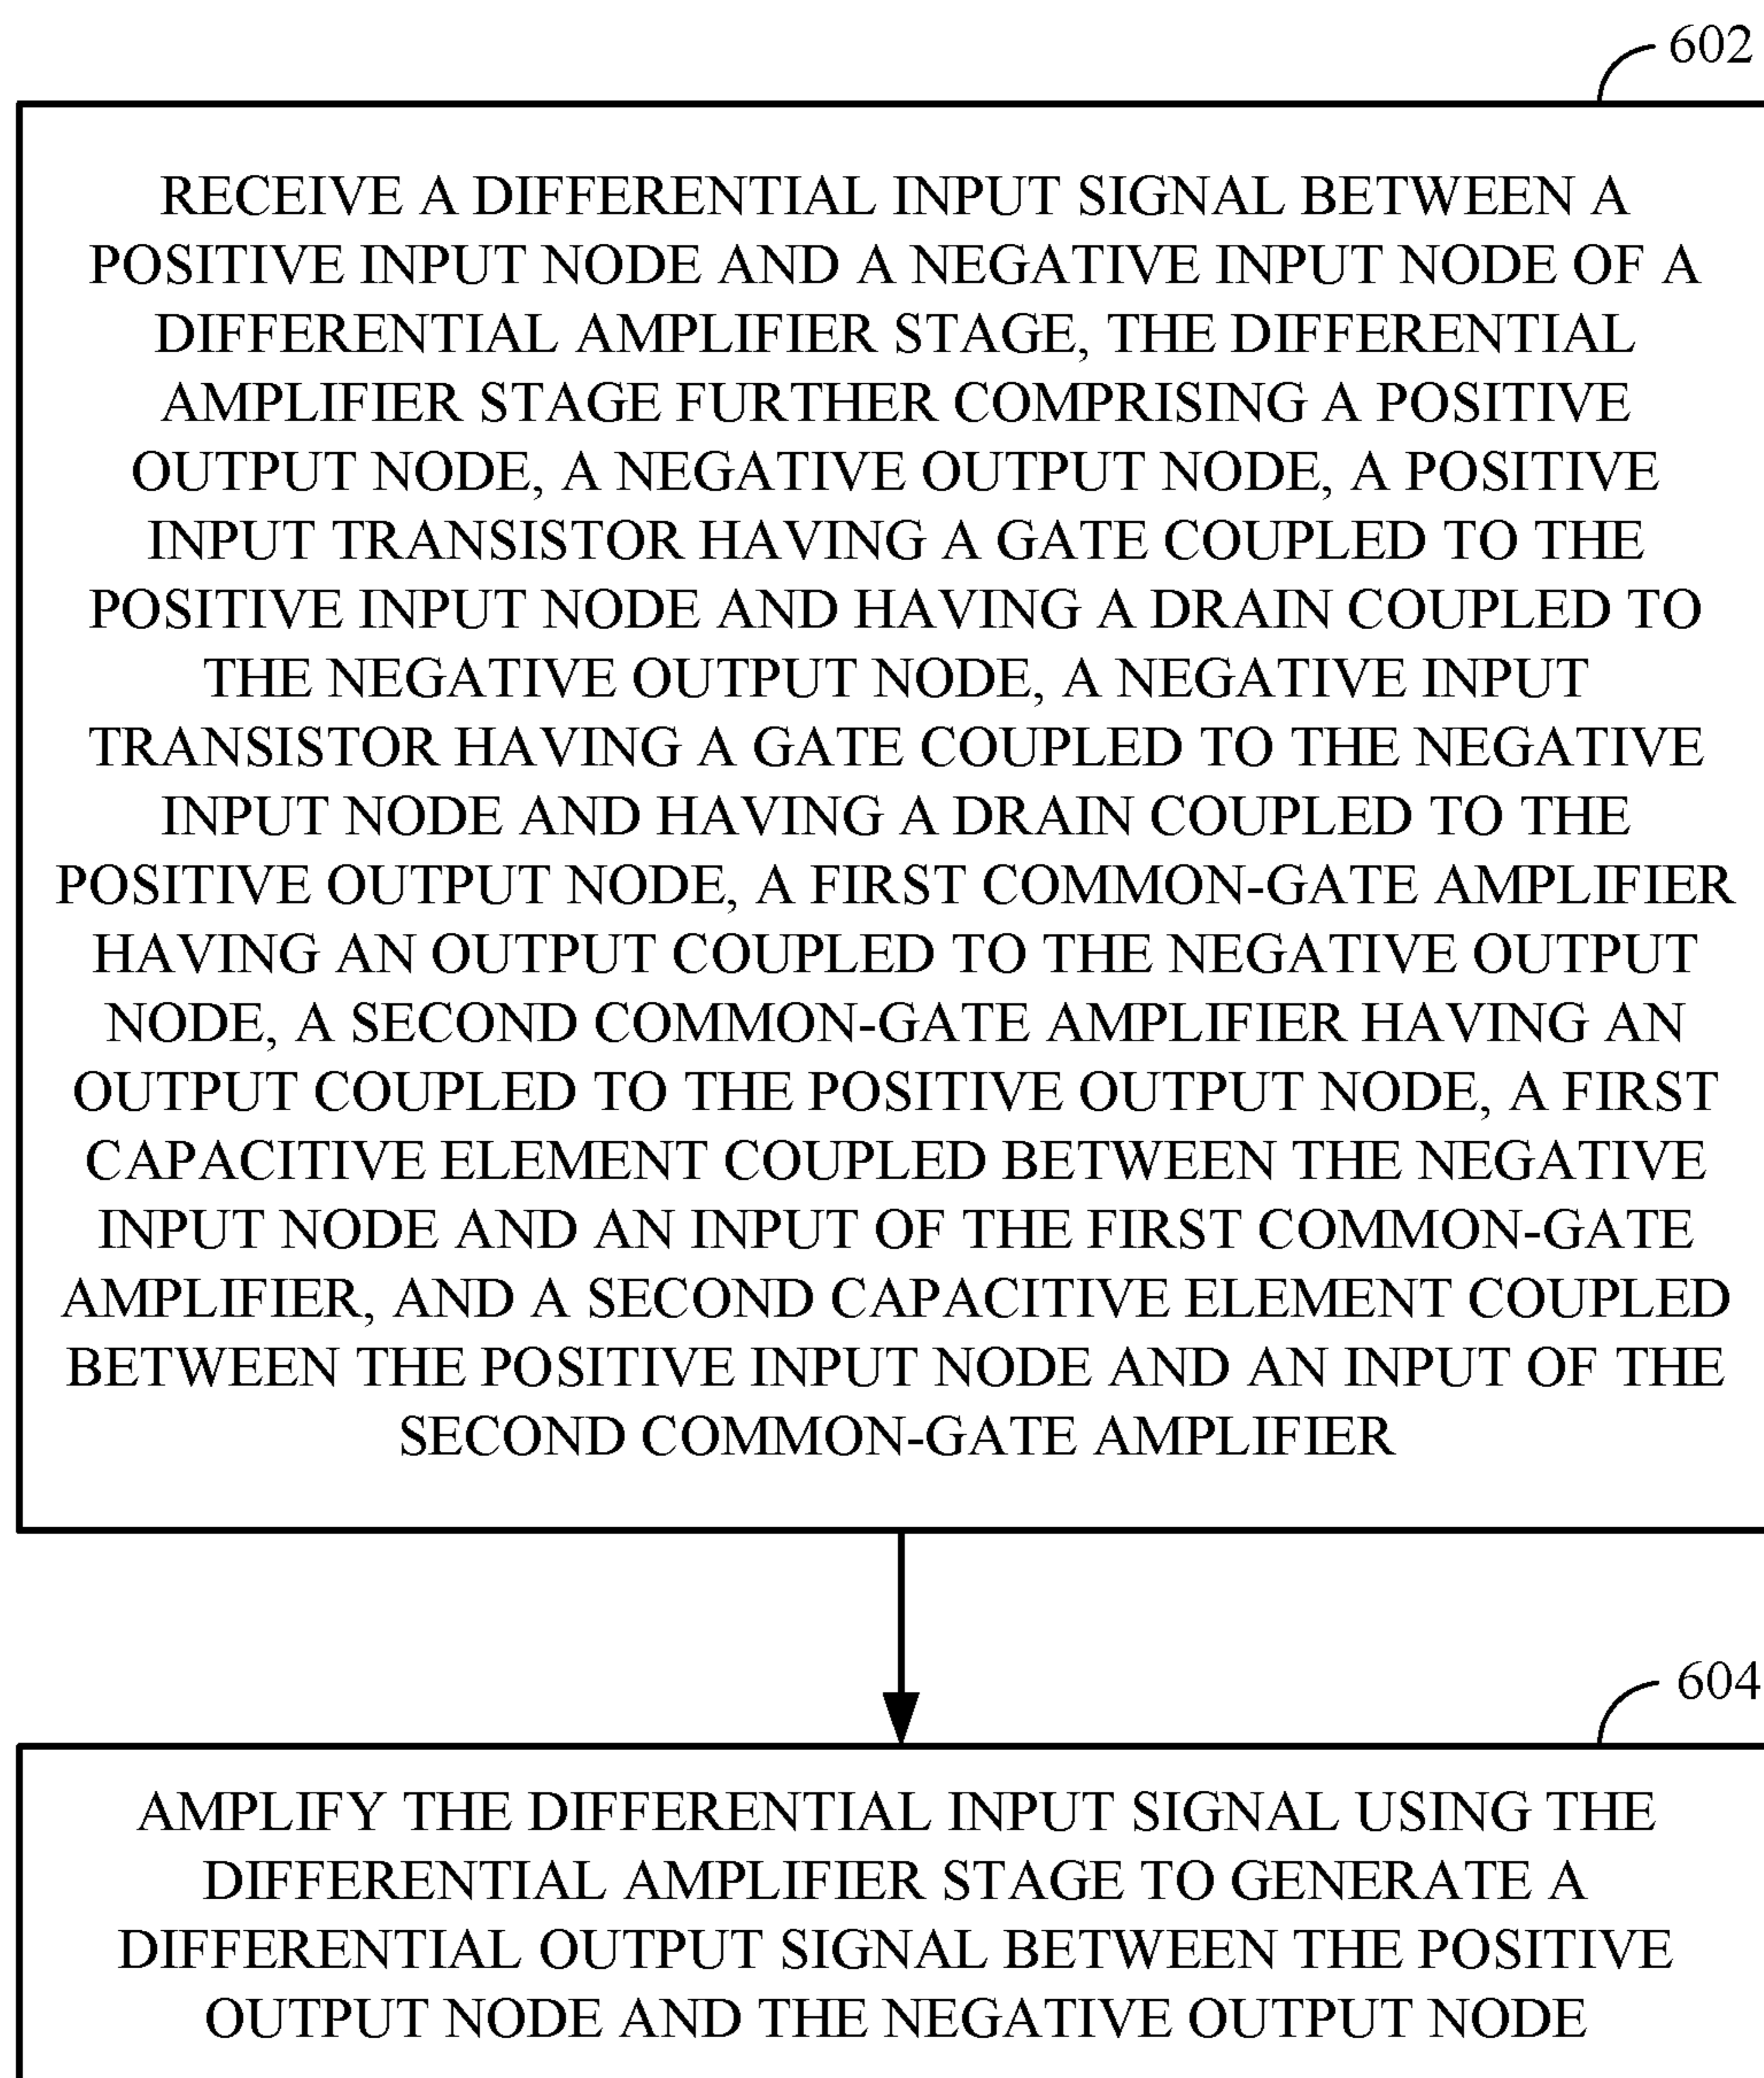 602
RECEIVE A DIFFERENTIAL INPUT SIGNAL BETWEEN A
POSITIVE INPUT NODE AND A NEGATIVE INPUT NODE OF A
DIFFERENTIAL AMPLIFIER STAGE, THE DIFFERENTIAL
AMPLIFIER STAGE FURTHER COMPRISING A POSITIVE
OUTPUT NODE, A NEGATIVE OUTPUT NODE, A POSITIVE
INPUT TRANSISTOR HAVING A GATE COUPLED TO THE
POSITIVE INPUT NODE AND HAVING A DRAIN COUPLED TO
THE NEGATIVE OUTPUT NODE, A NEGATIVE INPUT
TRANSISTOR HAVING A GATE COUPLED TO THE NEGATIVE
INPUT NODE AND HAVING A DRAIN COUPLED TO THE
POSITIVE OUTPUT NODE, A FIRST COMMON-GATE AMPLIFIER
HAVING AN OUTPUT COUPLED TO THE NEGATIVE OUTPUT
NODE, A SECOND COMMON-GATE AMPLIFIER HAVING AN
OUTPUT COUPLED TO THE POSITIVE OUTPUT NODE, A FIRST
CAPACITIVE ELEMENT COUPLED BETWEEN THE NEGATIVE
INPUT NODE AND AN INPUT OF THE FIRST COMMON-GATE
AMPLIFIER, AND A SECOND CAPACITIVE ELEMENT COUPLED
BETWEEN THE POSITIVE INPUT NODE AND AN INPUT OF THE
SECOND COMMON-GATE AMPLIFIER
604
AMPLIFY THE DIFFERENTIAL INPUT SIGNAL USING THE
DIFFERENTIAL AMPLIFIER STAGE TO GENERATE A
DIFFERENTIAL OUTPUT SIGNAL BETWEEN THE POSITIVE
OUTPUT NODE AND THE NEGATIVE OUTPUT NODE